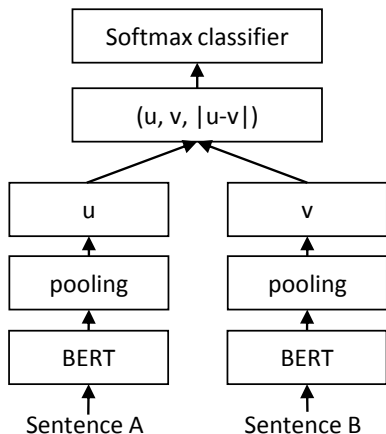 Softmax classifier
(u, v, |u-v|)
u
v
pooling
pooling
BERT
BERT
Sentence A
Sentence B